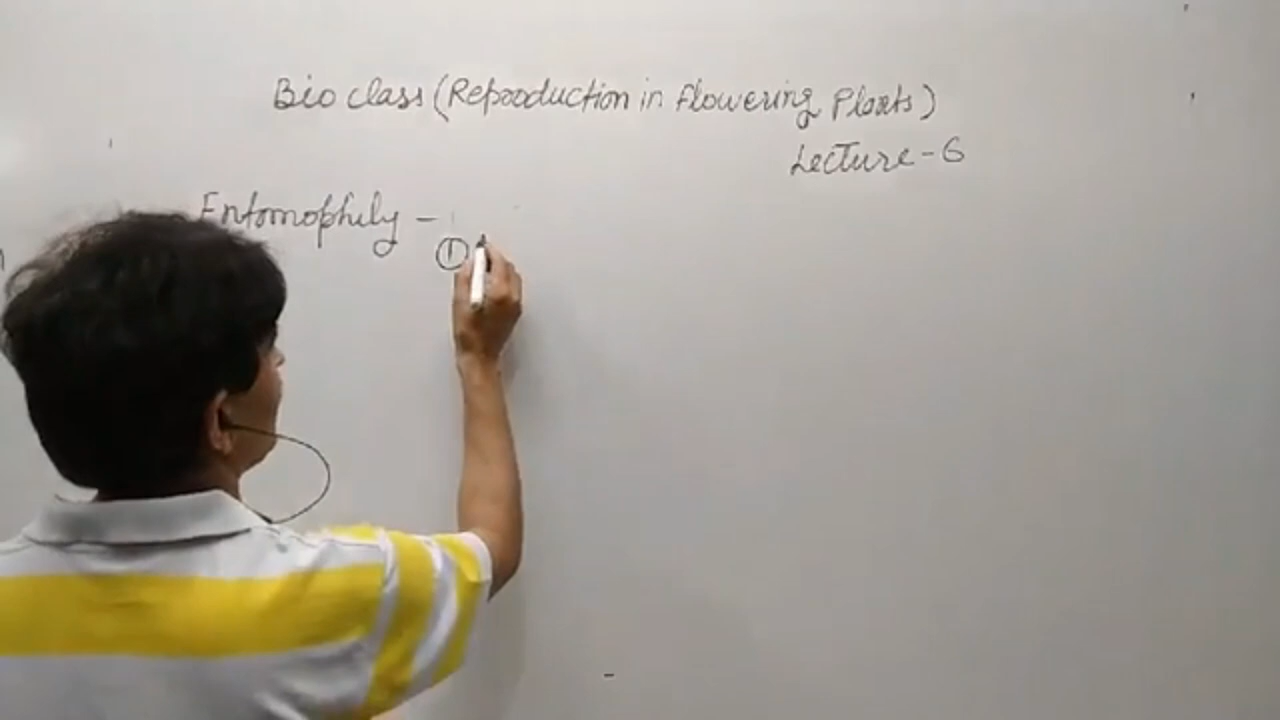 Bio class (Reproduction in flowering Plants)
Lecture-6
Entomophily -
①